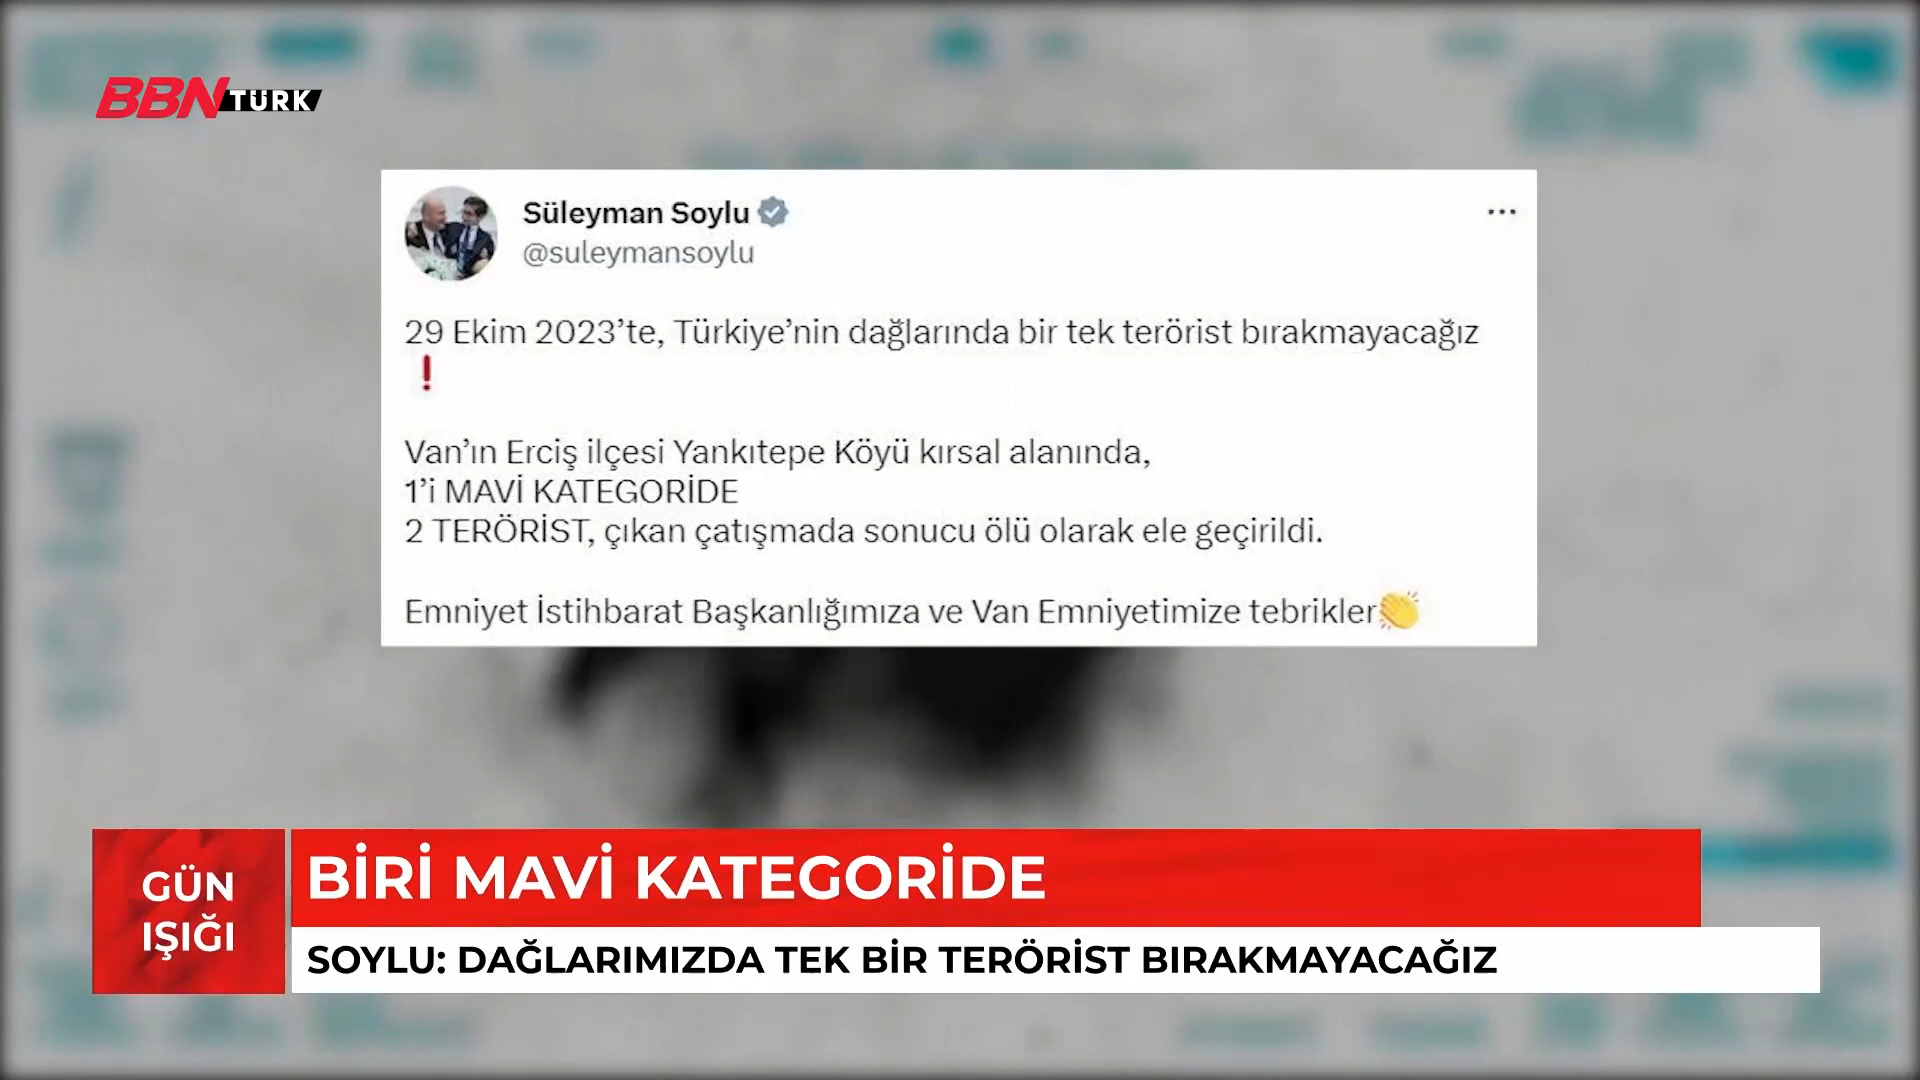 BBN TÜRK
Süleyman Soylu
@suleymansoylu
29 Ekim 2023’te, Türkiye’nin dağlarında bir tek terörist bırakmayacağız
❗
Van’ın Erciş ilçesi Yankıtepe Köyü kırsal alanında,
1’i MAVİ KATEGORİDE
2 TERÖRİST, çıkan çatışmada sonucu ölü olarak ele geçirildi.
Emniyet İstihbarat Başkanlığımıza ve Van Emniyetimize tebrikler👏
GÜN
IŞIĞI
BİRİ MAVİ KATEGORİDE
SOYLU: DAĞLARIMIZDA TEK BİR TERÖRİST BIRAKMAYACAĞIZ